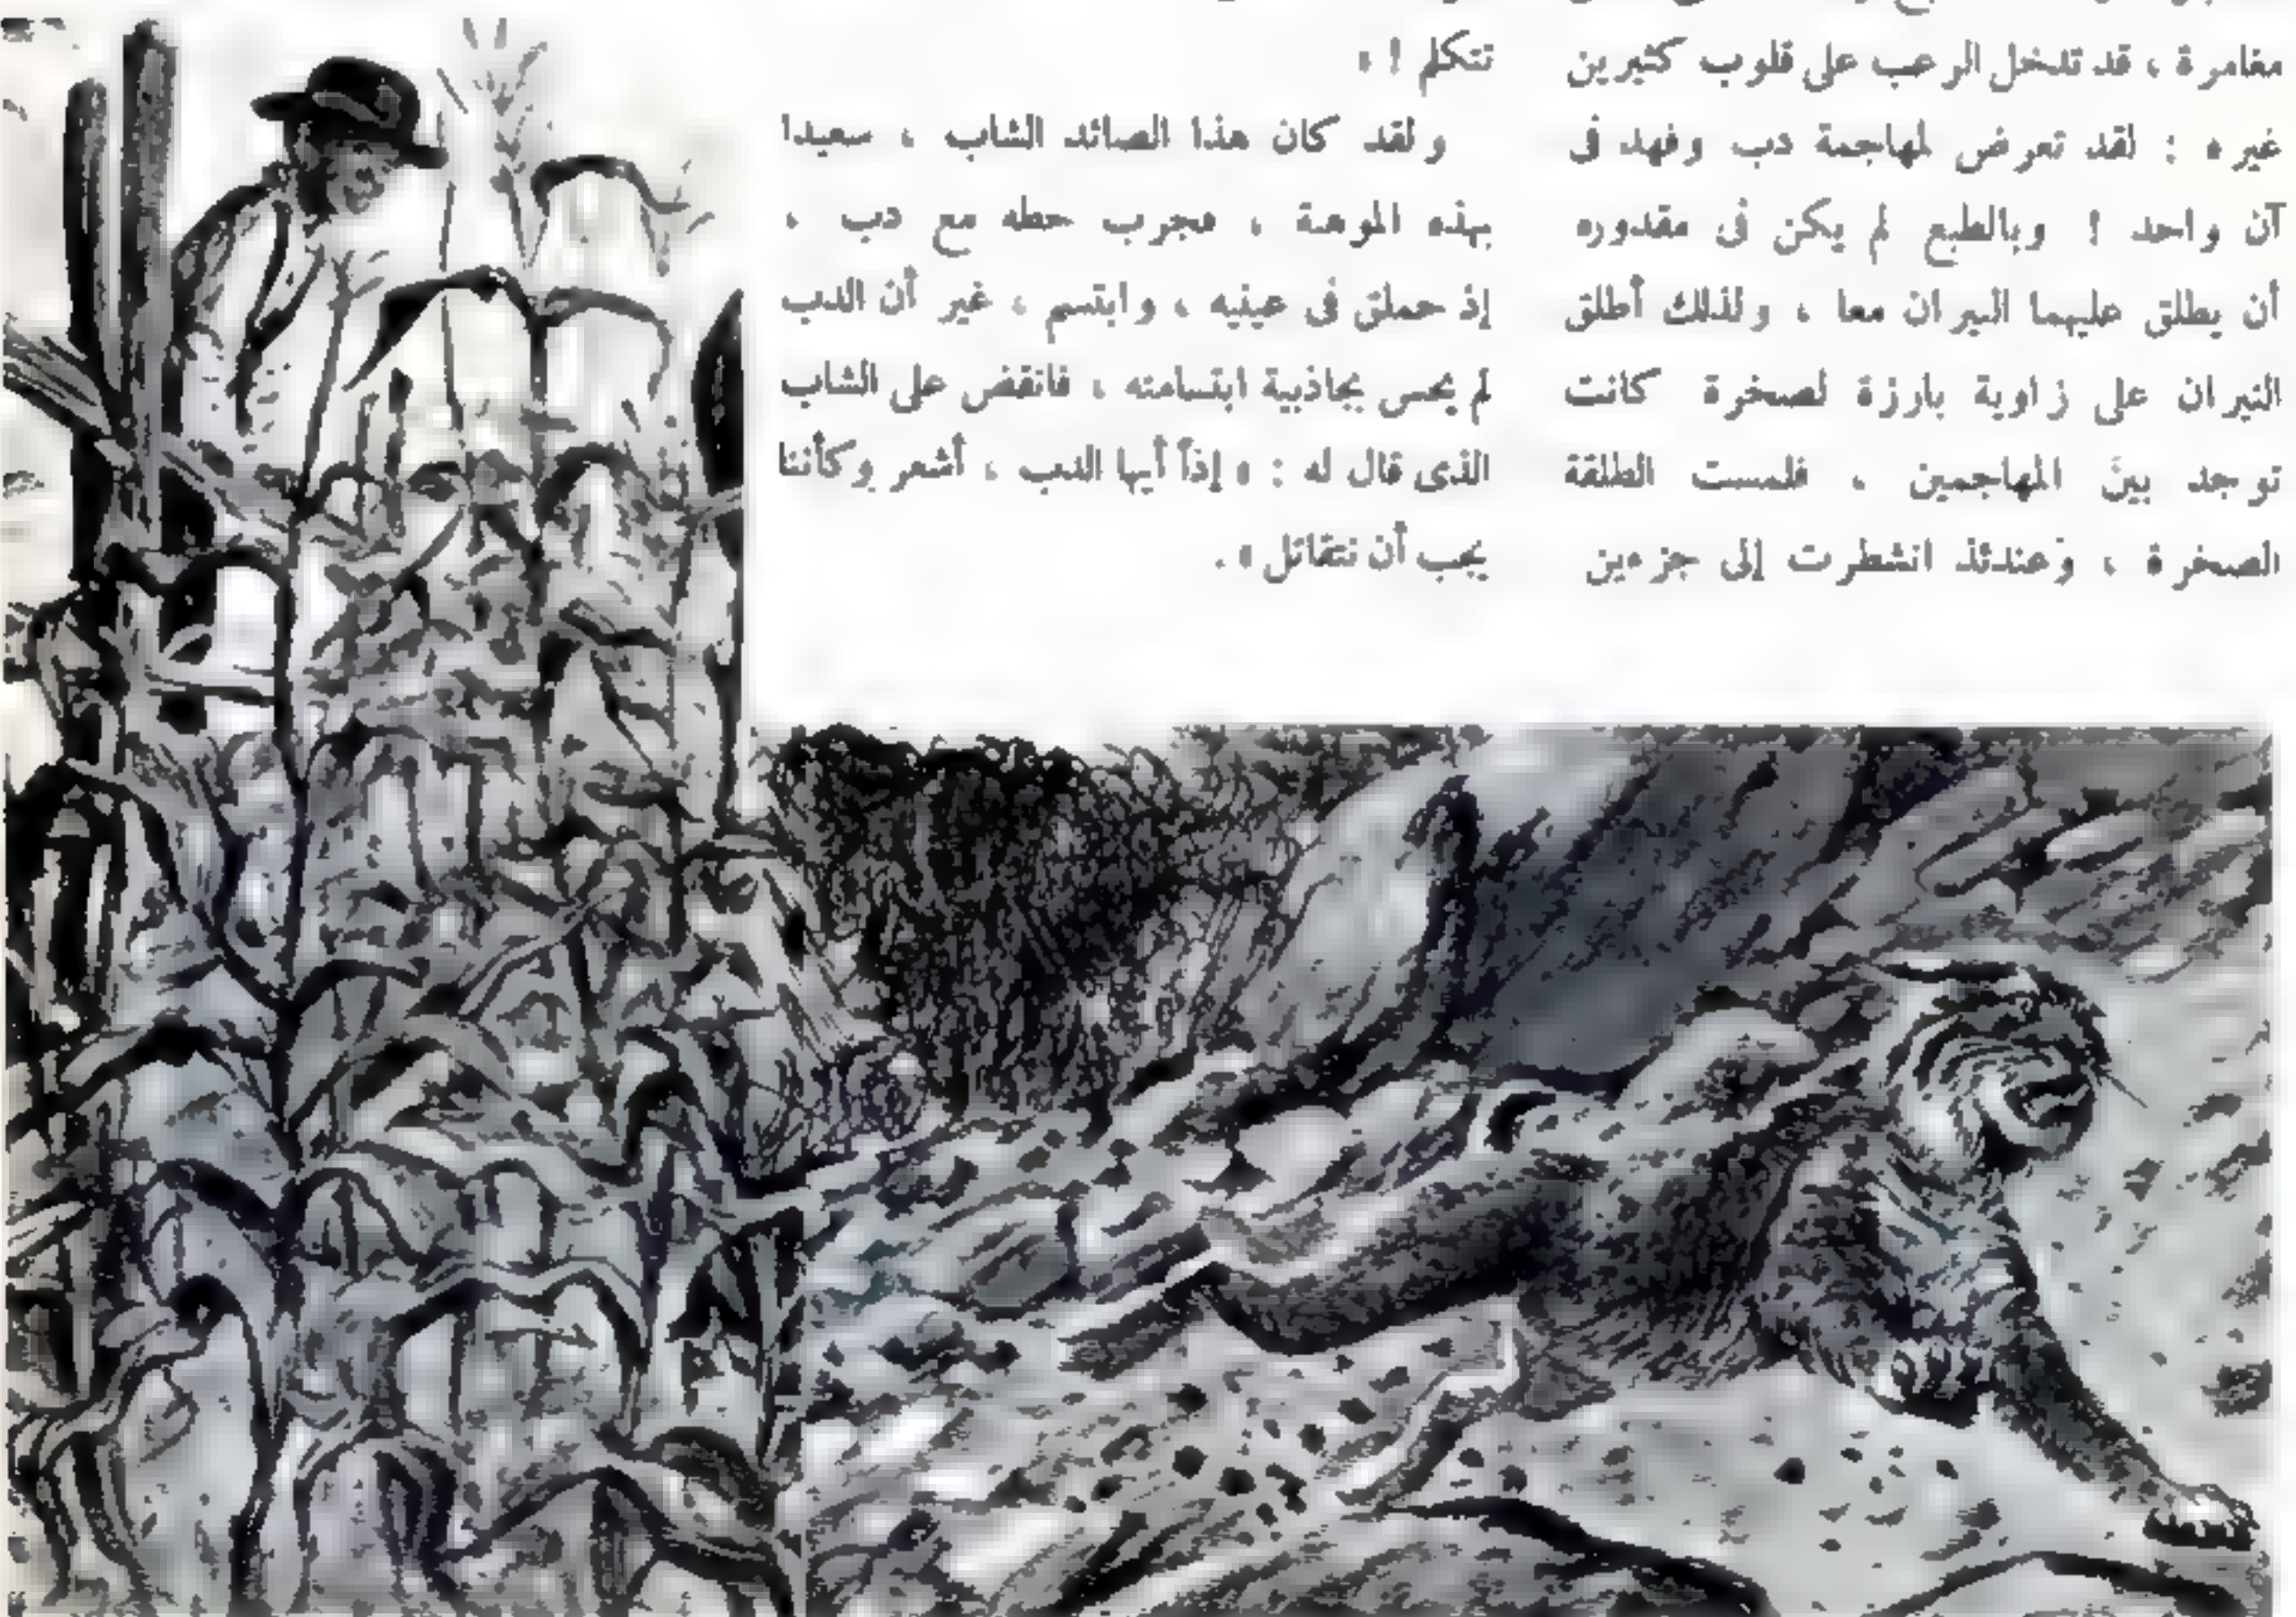 مغامرة ، قد تدخل الرعب على قلوب كثيرين
غيره : لقد تعرض لمهاجمة دب وفهد فى
آن واحد ! وبالطبع لم يكن فى مقدوره
أن يطلق عليهما النيران معا ، ولذلك أطلق
النيران على زاوية بارزة لصخرة كانت
توجد بين المهاجمين ، فلمست الطلقة
الصخرة ، وعندئذ انشطرت إلى جزءين
تتكلم ! »
ولقد كان هذا الصائد الشاب ، سعيدا
بهذه الموهبة ، فجرب حظه مع دب ،
إذ حملق فى عينيه ، وابتسم ، غير أن الدب
لم يحس بجاذبية ابتسامته ، فانقض على الشاب
الذى قال له : « إذاً أيها الدب ، أشعر وكأننا
يجب أن نتقاتل » .